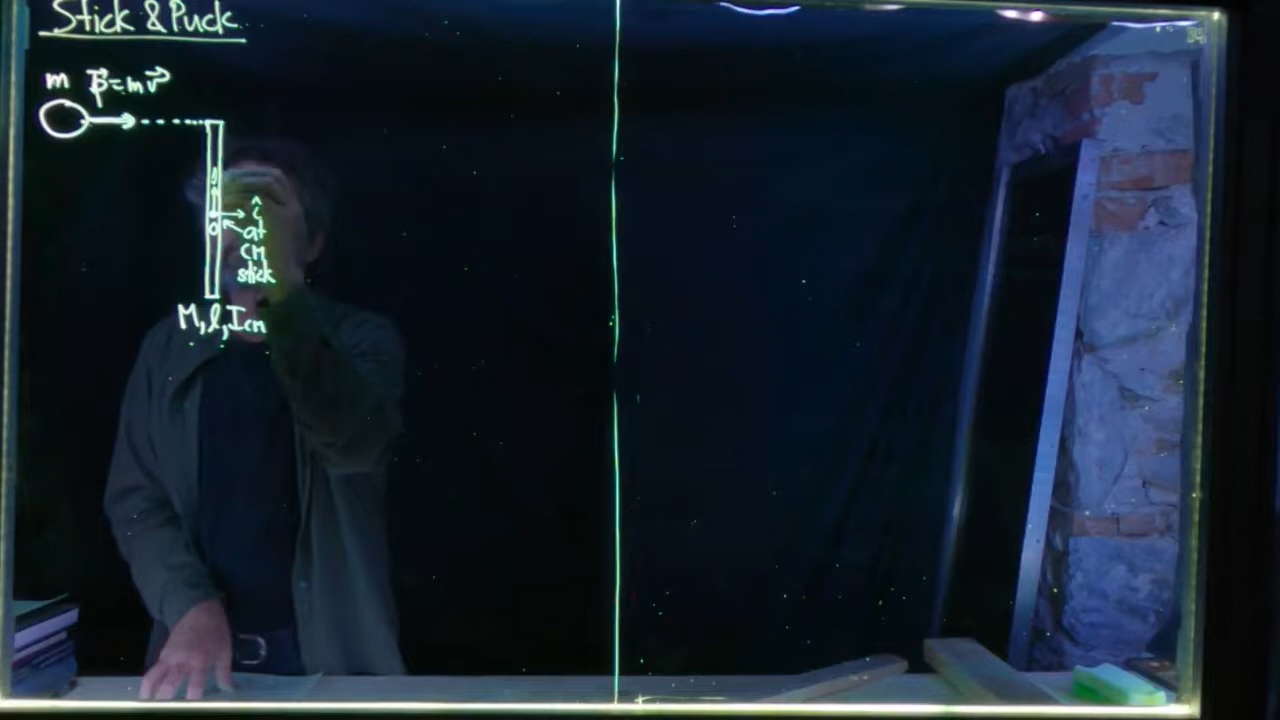 Stick & Puck
m p⃗=mv⃗
ĵ
î
o
at
CM
stick
M, l, Icm